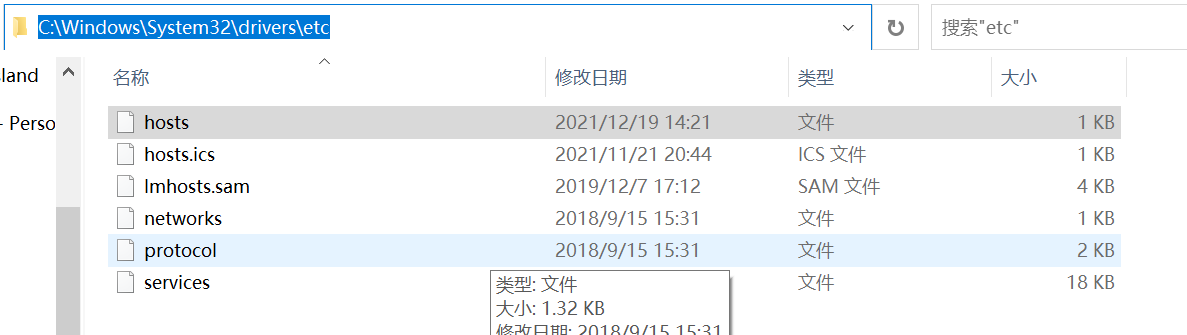 C:\Windows\System32\drivers\etc
搜索"etc"
sland
- Perso
名称 修改日期 类型 大小
hosts 2021/12/19 14:21 文件 1 KB
hosts.ics 2021/11/21 20:44 ICS 文件 1 KB
lmhosts.sam 2019/12/7 17:12 SAM 文件 4 KB
networks 2018/9/15 15:31 文件 1 KB
protocol 2018/9/15 15:31 文件 2 KB
services 文件 18 KB
类型: 文件
大小: 1.32 KB
修改日期: 2018/9/15 15:31